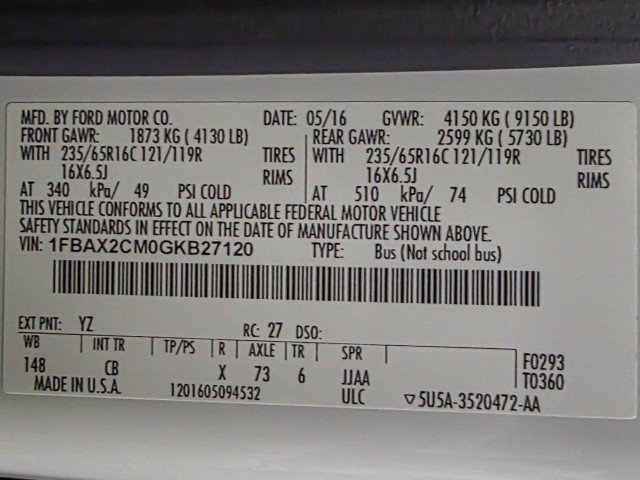 MFD. BY FORD MOTOR CO. DATE: 05/16 GVWR: 4150 KG ( 9150 LB)
FRONT GAWR: 1873 KG ( 4130 LB) REAR GAWR: 2599 KG ( 5730 LB)
WITH 235/65R16C 121/119R TIRES WITH 235/65R16C 121/119R TIRES
16X6.5J RIMS 16X6.5J RIMS
AT 340 kPa/ 49 PSI COLD AT 510 kPa/ 74 PSI COLD
THIS VEHICLE CONFORMS TO ALL APPLICABLE FEDERAL MOTOR VEHICLE
SAFETY STANDARDS IN EFFECT ON THE DATE OF MANUFACTURE SHOWN ABOVE.
VIN: 1FBAX2CM0GKB27120 TYPE: Bus (Not school bus)
EXT PNT: YZ RC: 27 DSO:
WB INT TR TP/PS R AXLE TR SPR F0293
148 CB X 73 6 JJAA T0360
MADE IN U.S.A. 1201605094532 ULC ▽5U5A-3520472-AA